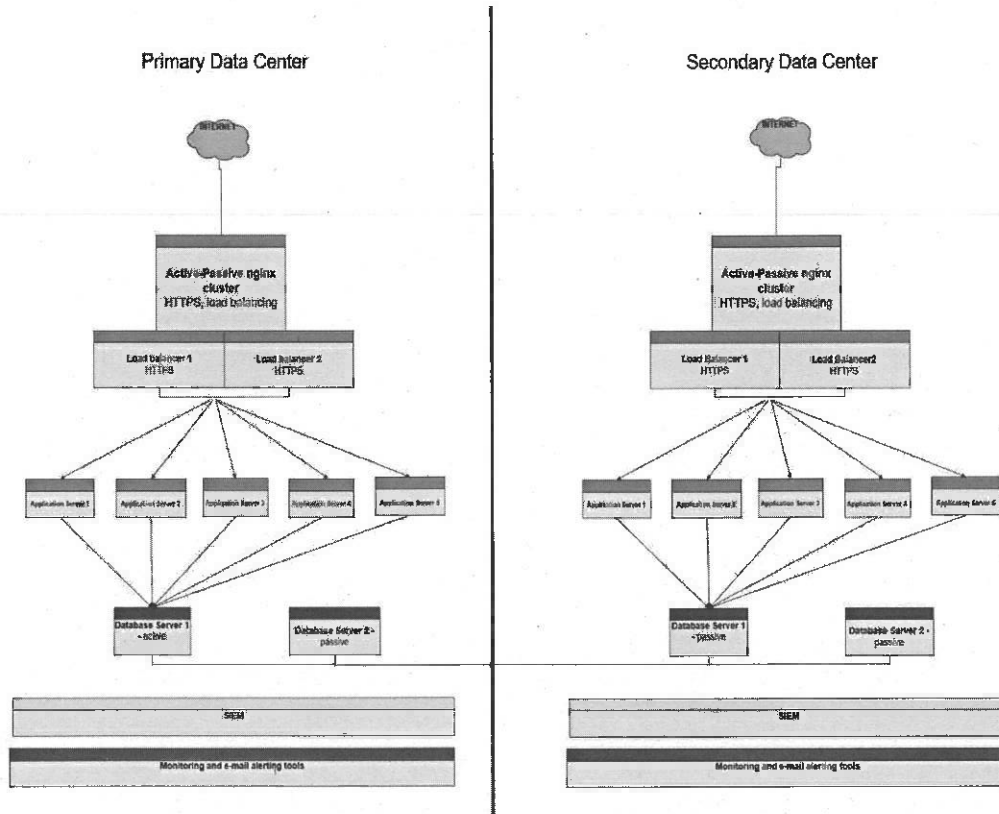 Primary Data Center
INTERNET
Active-Passive nginx
cluster
HTTPS, load balancing
Load balancer 1
HTTPS
Load balancer 2
HTTPS
Application Server 1
Application Server 2
Application Server 3
Application Server 4
Application Server 5
Database Server 1
- active
Database Server 2 -
passive
SIEM
Monitoring and e-mail alerting tools
Secondary Data Center
INTERNET
Active-Passive nginx
cluster
HTTPS, load balancing
Load Balancer 1
HTTPS
Load Balancer2
HTTPS
Application Server 1
Application Server 2
Application Server 3
Application Server 4
Application Server 5
Database Server 1
- passive
Database Server 2 -
passive
SIEM
Monitoring and e-mail alerting tools